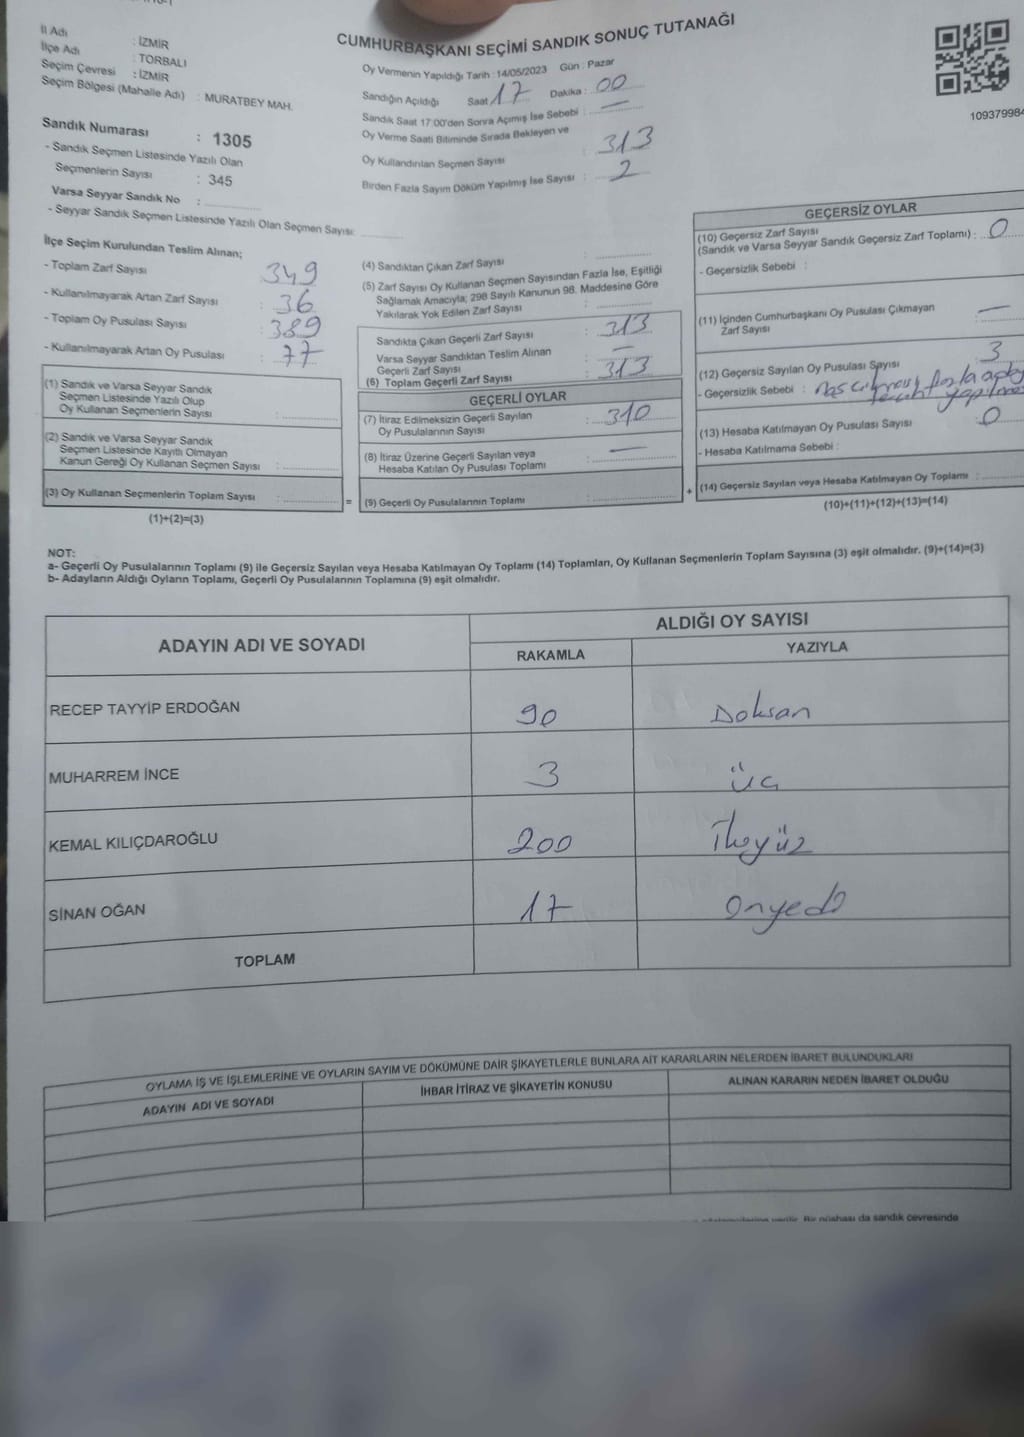 İl Adı : İZMİR
İlçe Adı : TORBALI
Seçim Çevresi : İZMİR
Seçim Bölgesi (Mahalle Adı) : MURATBEY MAH.
Sandık Numarası : 1305
- Sandık Seçmen Listesinde Yazılı Olan
Seçmenlerin Sayısı : 345
Varsa Seyyar Sandık No :
- Seyyar Sandık Seçmen Listesinde Yazılı Olan Seçmen Sayısı:
CUMHURBAŞKANI SEÇİMİ SANDIK SONUÇ TUTANAĞI
Oy Vermenin Yapıldığı Tarih : 14/05/2023 Gün : Pazar
Sandığın Açıldığı Saat 17 Dakika : 00
Sandık Saat 17:00'den Sonra Açımış İse Sebebi : —
Oy Verme Saati Bitiminde Sırada Bekleyen ve
Oy Kullandırılan Seçmen Sayısı : 313
Birden Fazla Sayım Döküm Yapılmış İse Sayısı : 2
109379984
İlçe Seçim Kurulundan Teslim Alınan;
- Toplam Zarf Sayısı : 349
- Kullanılmayarak Artan Zarf Sayısı : 36
- Toplam Oy Pusulası Sayısı : 389
- Kullanılmayarak Artan Oy Pusulası : 77
(1) Sandık ve Varsa Seyyar Sandık
Seçmen Listesinde Yazılı Olup
Oy Kullanan Seçmenlerin Sayısı :
(2) Sandık ve Varsa Seyyar Sandık
Seçmen Listesinde Kayıtlı Olmayan
Kanun Gereği Oy Kullanan Seçmen Sayısı :
(3) Oy Kullanan Seçmenlerin Toplam Sayısı :
(1)+(2)=(3)
(4) Sandıktan Çıkan Zarf Sayısı :
(5) Zarf Sayısı Oy Kullanan Seçmen Sayısından Fazla İse, Eşitliği
Sağlamak Amacıyla; 298 Sayılı Kanunun 98. Maddesine Göre
Yakılarak Yok Edilen Zarf Sayısı :
Sandıkta Çıkan Geçerli Zarf Sayısı : 313
Varsa Seyyar Sandıktan Teslim Alınan
Geçerli Zarf Sayısı : —
(6) Toplam Geçerli Zarf Sayısı : 313
GEÇERLİ OYLAR
(7) İtiraz Edilmeksizin Geçerli Sayılan
Oy Pusulalarının Sayısı : 310
(8) İtiraz Üzerine Geçerli Sayılan veya
Hesaba Katılan Oy Pusulası Toplamı : —
= (9) Geçerli Oy Pusulalarının Toplamı :
GEÇERSİZ OYLAR
(10) Geçersiz Zarf Sayısı
(Sandık ve Varsa Seyyar Sandık Geçersiz Zarf Toplamı) : 0
- Geçersizlik Sebebi :
(11) İçinden Cumhurbaşkanı Oy Pusulası Çıkmayan
Zarf Sayısı : —
(12) Geçersiz Sayılan Oy Pusulası Sayısı : 3
- Geçersizlik Sebebi : fazla
(13) Hesaba Katılmayan Oy Pusulası Sayısı : 0
- Hesaba Katılmama Sebebi :
+ (14) Geçersiz Sayılan veya Hesaba Katılmayan Oy Toplamı :
(10)+(11)+(12)+(13)=(14)
NOT:
a- Geçerli Oy Pusulalarının Toplamı (9) ile Geçersiz Sayılan veya Hesaba Katılmayan Oy Toplamı (14) Toplamları, Oy Kullanan Seçmenlerin Toplam Sayısına (3) eşit olmalıdır. (9)+(14)=(3)
b- Adayların Aldığı Oyların Toplamı, Geçerli Oy Pusulalarının Toplamına (9) eşit olmalıdır.
ADAYIN ADI VE SOYADI ALDIĞI OY SAYISI
RAKAMLA YAZIYLA
RECEP TAYYİP ERDOĞAN 90 Doksan
MUHARREM İNCE 3 üç
KEMAL KILIÇDAROĞLU 200 İkiyüz
SİNAN OĞAN 17 Onyedi
TOPLAM
OYLAMA İŞ VE İŞLEMLERİNE VE OYLARIN SAYIM VE DÖKÜMÜNE DAİR ŞİKAYETLERLE BUNLARA AİT KARARLARIN NELERDEN İBARET BULUNDUKLARI
ADAYIN ADI VE SOYADI İHBAR İTİRAZ VE ŞİKAYETİN KONUSU ALINAN KARARIN NEDEN İBARET OLDUĞU
verilir. Bir nüshası da sandık çevresinde